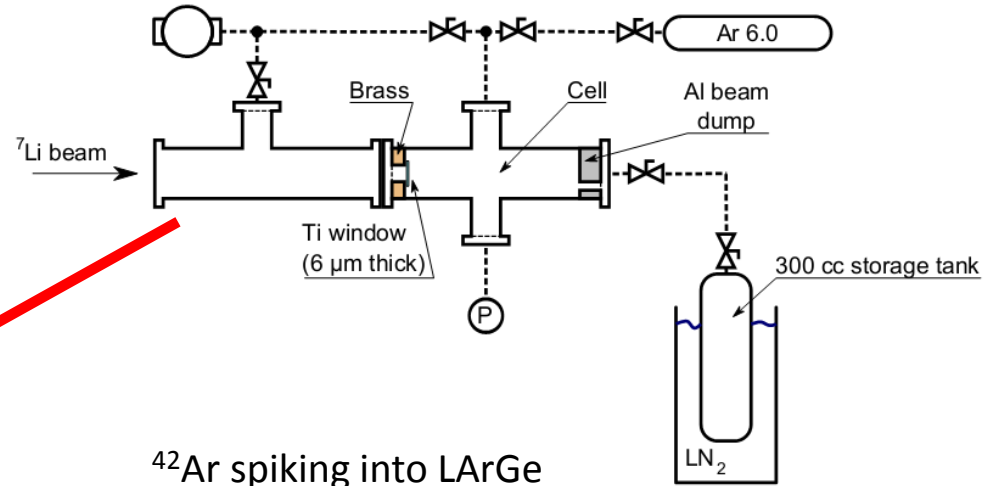 Ar 6.0
Brass
Cell
Al beam
dump
⁷Li beam
Ti window
(6 µm thick)
P
300 cc storage tank
LN₂
⁴²Ar spiking into LArGe